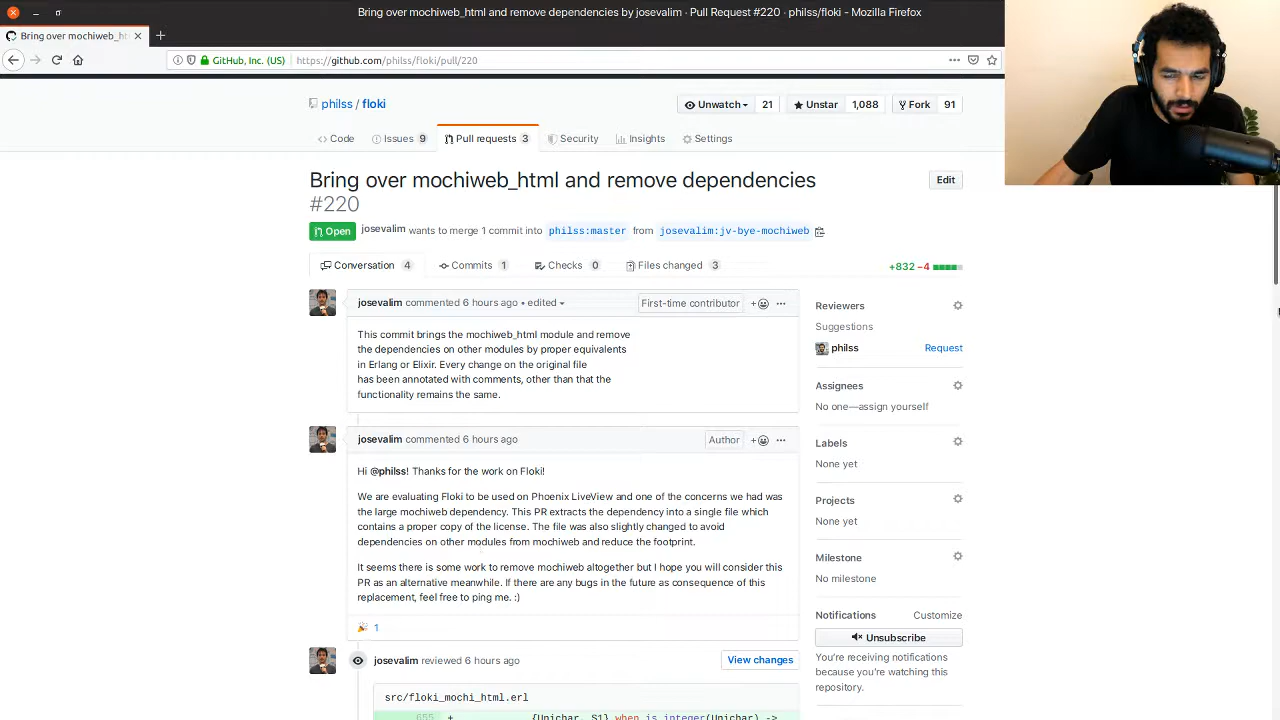 Bring over mochiweb_html and remove dependencies by josevalim · Pull Request #220 · philss/floki - Mozilla Firefox
Bring over mochiweb_htm
GitHub, Inc. (US) https://github.com/philss/floki/pull/220
philss / floki
Unwatch 21 Unstar 1,088 Fork 91
Code Issues 9 Pull requests 3 Security Insights Settings
Bring over mochiweb_html and remove dependencies
#220
Edit
Open josevalim wants to merge 1 commit into philss:master from josevalim:jv-bye-mochiweb
Conversation 4 Commits 1 Checks 0 Files changed 3 +832 −4
josevalim commented 6 hours ago • edited First-time contributor
This commit brings the mochiweb_html module and remove
the dependencies on other modules by proper equivalents
in Erlang or Elixir. Every change on the original file
has been annotated with comments, other than that the
functionality remains the same.
josevalim commented 6 hours ago Author
Hi @philss! Thanks for the work on Floki!
We are evaluating Floki to be used on Phoenix LiveView and one of the concerns we had was
the large mochiweb dependency. This PR extracts the dependency into a single file which
contains a proper copy of the license. The file was also slightly changed to avoid
dependencies on other modules from mochiweb and reduce the footprint.
It seems there is some work to remove mochiweb altogether but I hope you will consider this
PR as an alternative meanwhile. If there are any bugs in the future as consequence of this
replacement, feel free to ping me. :)
1
josevalim reviewed 6 hours ago View changes
src/floki_mochi_html.erl
655 + {Unichar, S1} when is_integer(Unichar) ->
Reviewers
Suggestions
philss Request
Assignees
No one—assign yourself
Labels
None yet
Projects
None yet
Milestone
No milestone
Notifications Customize
Unsubscribe
You're receiving notifications
because you're watching this
repository.